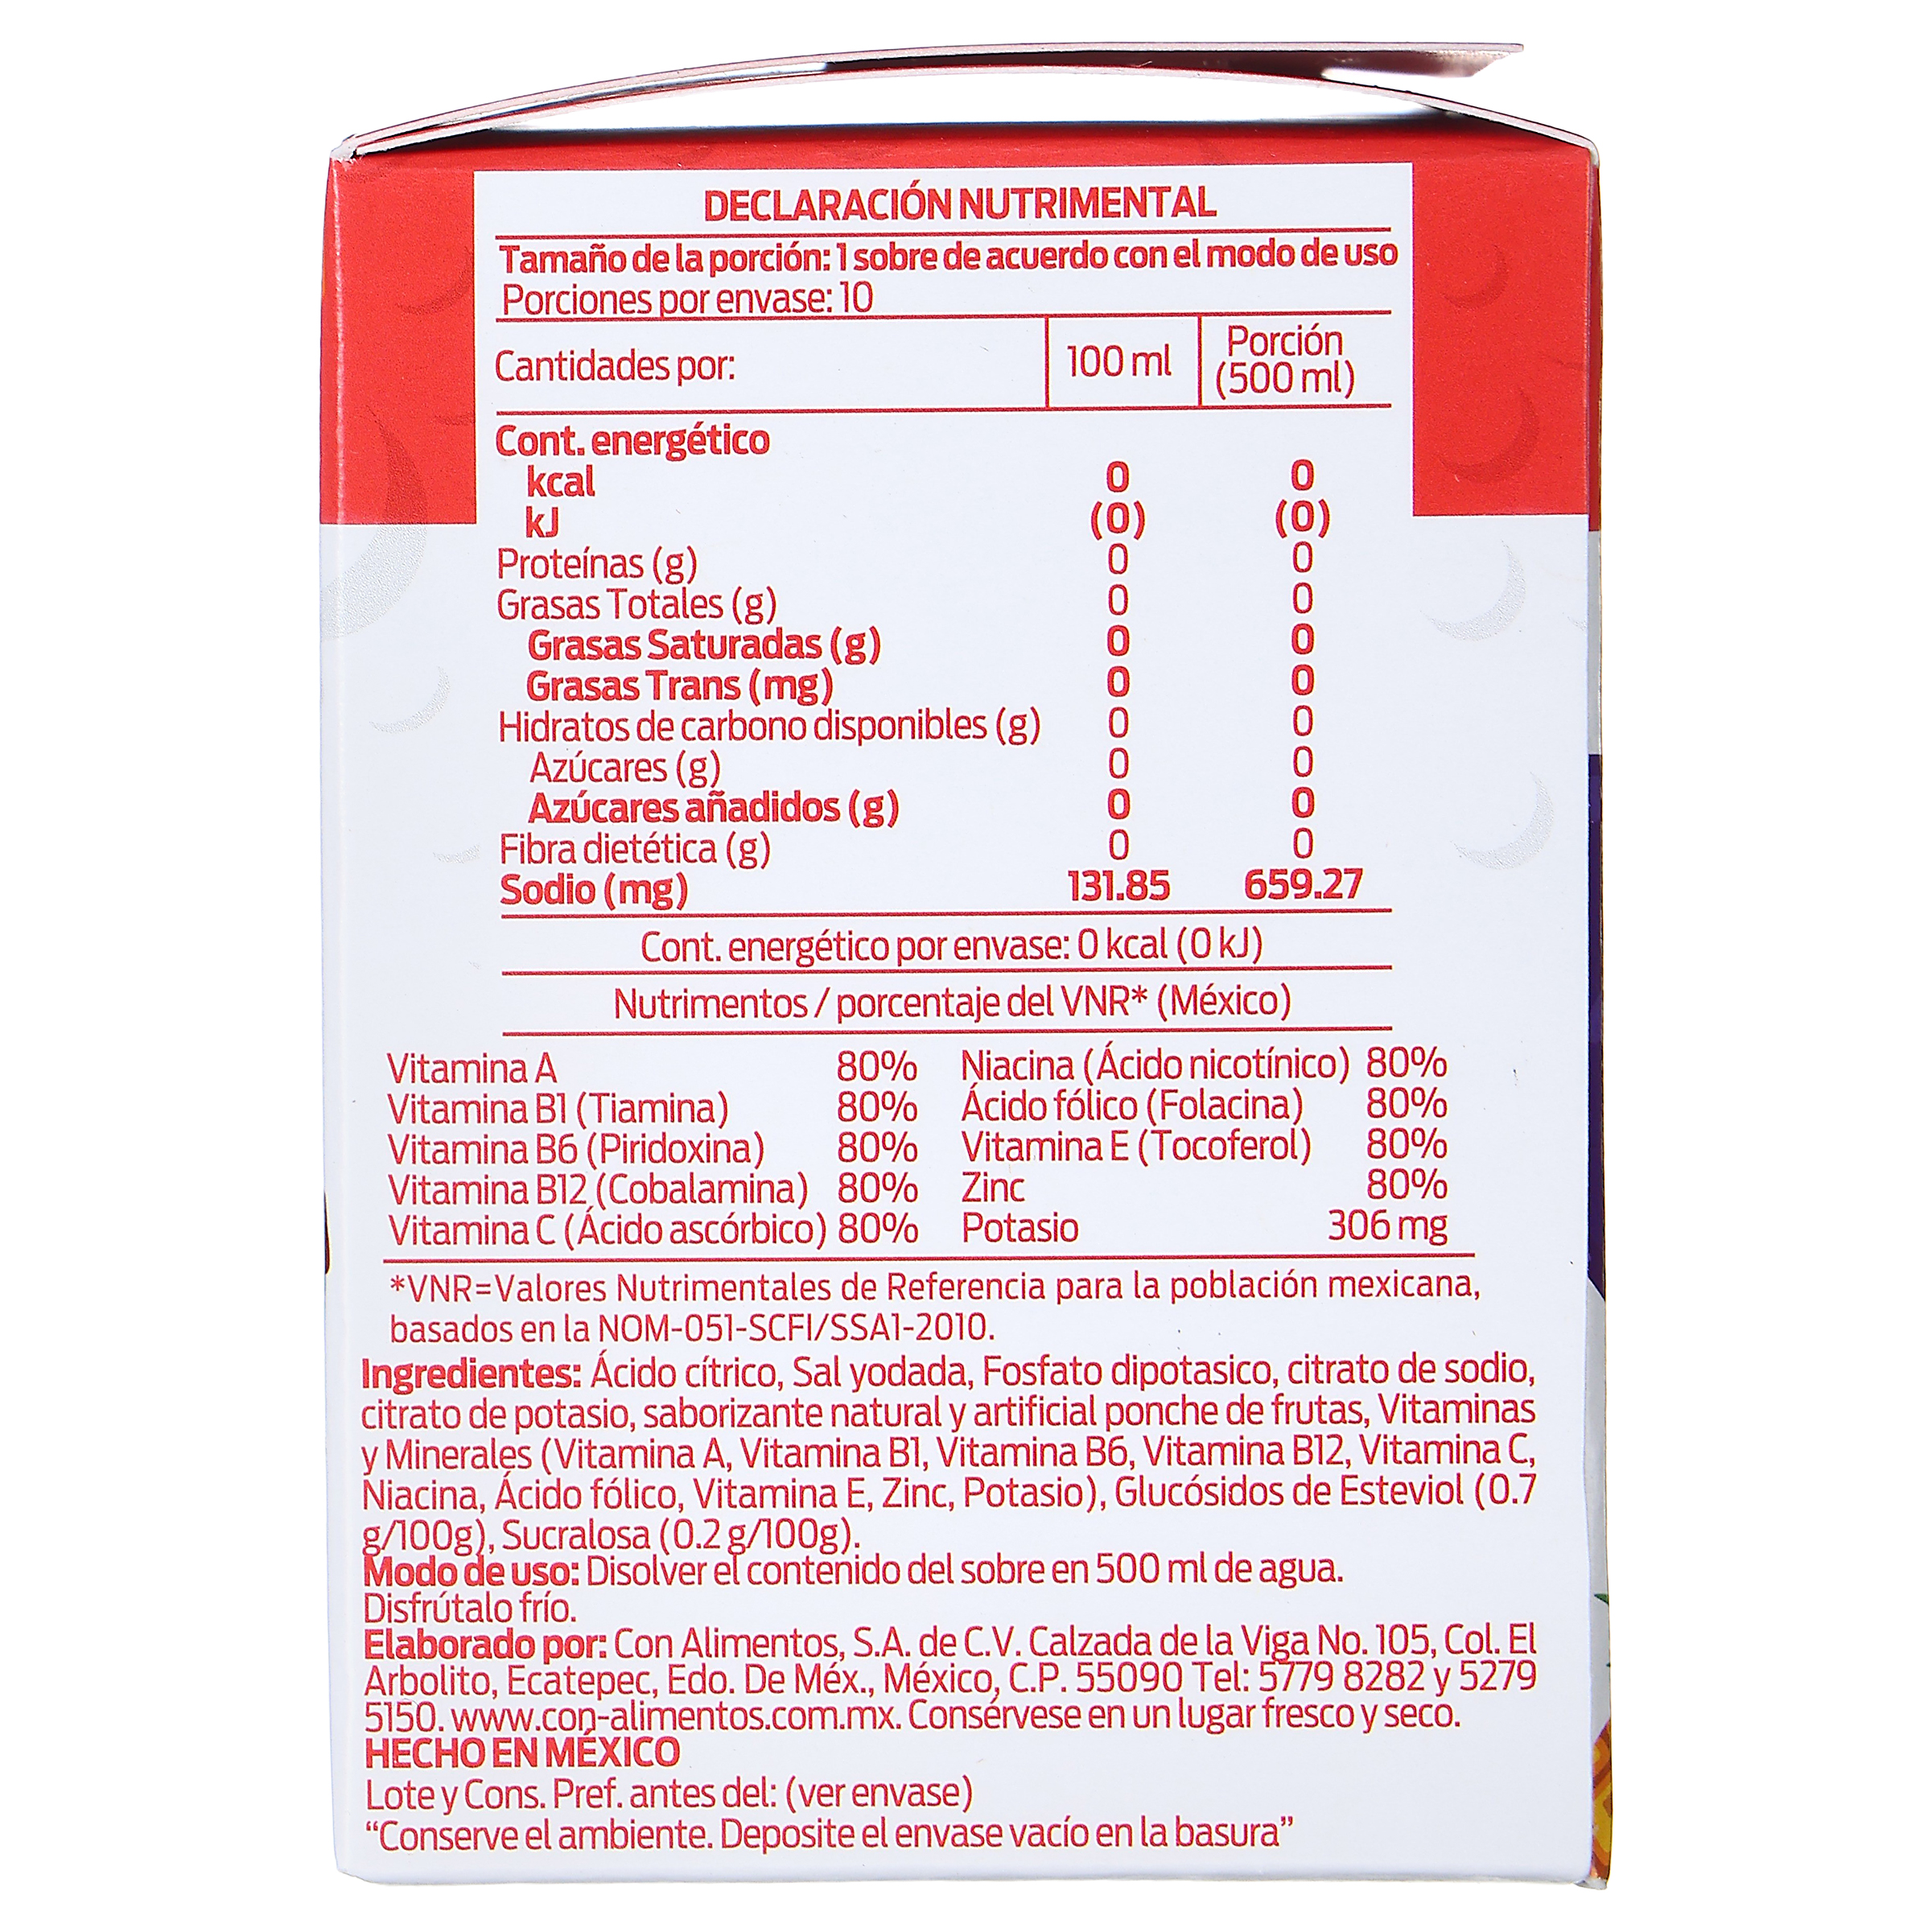 DECLARACIÓN NUTRIMENTAL
Tamaño de la porción: 1 sobre de acuerdo con el modo de uso
Porciones por envase: 10
Cantidades por: 100 ml Porción (500 ml)
Cont. energético
kcal 0 0
kJ (0) (0)
Proteínas (g) 0 0
Grasas Totales (g) 0 0
Grasas Saturadas (g) 0 0
Grasas Trans (mg) 0 0
Hidratos de carbono disponibles (g) 0 0
Azúcares (g) 0 0
Azúcares añadidos (g) 0 0
Fibra dietética (g) 0 0
Sodio (mg) 131.85 659.27
Cont. energético por envase: 0 kcal (0 kJ)
Nutrimentos / porcentaje del VNR* (México)
Vitamina A 80% Niacina (Ácido nicotínico) 80%
Vitamina B1 (Tiamina) 80% Ácido fólico (Folacina) 80%
Vitamina B6 (Piridoxina) 80% Vitamina E (Tocoferol) 80%
Vitamina B12 (Cobalamina) 80% Zinc 80%
Vitamina C (Ácido ascórbico) 80% Potasio 306 mg
*VNR=Valores Nutrimentales de Referencia para la población mexicana,
basados en la NOM-051-SCFI/SSA1-2010.
Ingredientes: Ácido cítrico, Sal yodada, Fosfato dipotasico, citrato de sodio,
citrato de potasio, saborizante natural y artificial ponche de frutas, Vitaminas
y Minerales (Vitamina A, Vitamina B1, Vitamina B6, Vitamina B12, Vitamina C,
Niacina, Ácido fólico, Vitamina E, Zinc, Potasio), Glucósidos de Esteviol (0.7
g/100g), Sucralosa (0.2 g/100g).
Modo de uso: Disolver el contenido del sobre en 500 ml de agua.
Disfrútalo frío.
Elaborado por: Con Alimentos, S.A. de C.V. Calzada de la Viga No. 105, Col. El
Arbolito, Ecatepec, Edo. De Méx., México, C.P. 55090 Tel: 5779 8282 y 5279
5150. www.con-alimentos.com.mx. Consérvese en un lugar fresco y seco.
HECHO EN MÉXICO
Lote y Cons. Pref. antes del: (ver envase)
“Conserve el ambiente. Deposite el envase vacío en la basura”